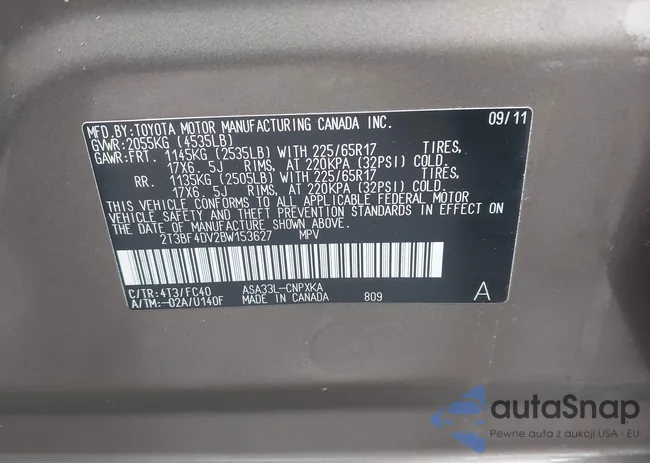 MFD.BY:TOYOTA MOTOR MANUFACTURING CANADA INC. 09/11
GVWR:2055KG (4535LB)
GAWR:FRT. 1145KG (2535LB) WITH 225/65R17 TIRES,
17X6. 5J RIMS, AT 220KPA (32PSI) COLD.
RR. 1135KG (2505LB) WITH 225/65R17 TIRES,
17X6. 5J RIMS, AT 220KPA (32PSI) COLD.
THIS VEHICLE CONFORMS TO ALL APPLICABLE FEDERAL MOTOR
VEHICLE SAFETY AND THEFT PREVENTION STANDARDS IN EFFECT ON
THE DATE OF MANUFACTURE SHOWN ABOVE.
2T3BF4DV2BW153627 MPV
C/TR:4T3/FC40 ASA33L-CNPXKA
A/TM:-02A/U140F MADE IN CANADA 809 A
autaSnap
Pewne auta z aukcji USA i EU